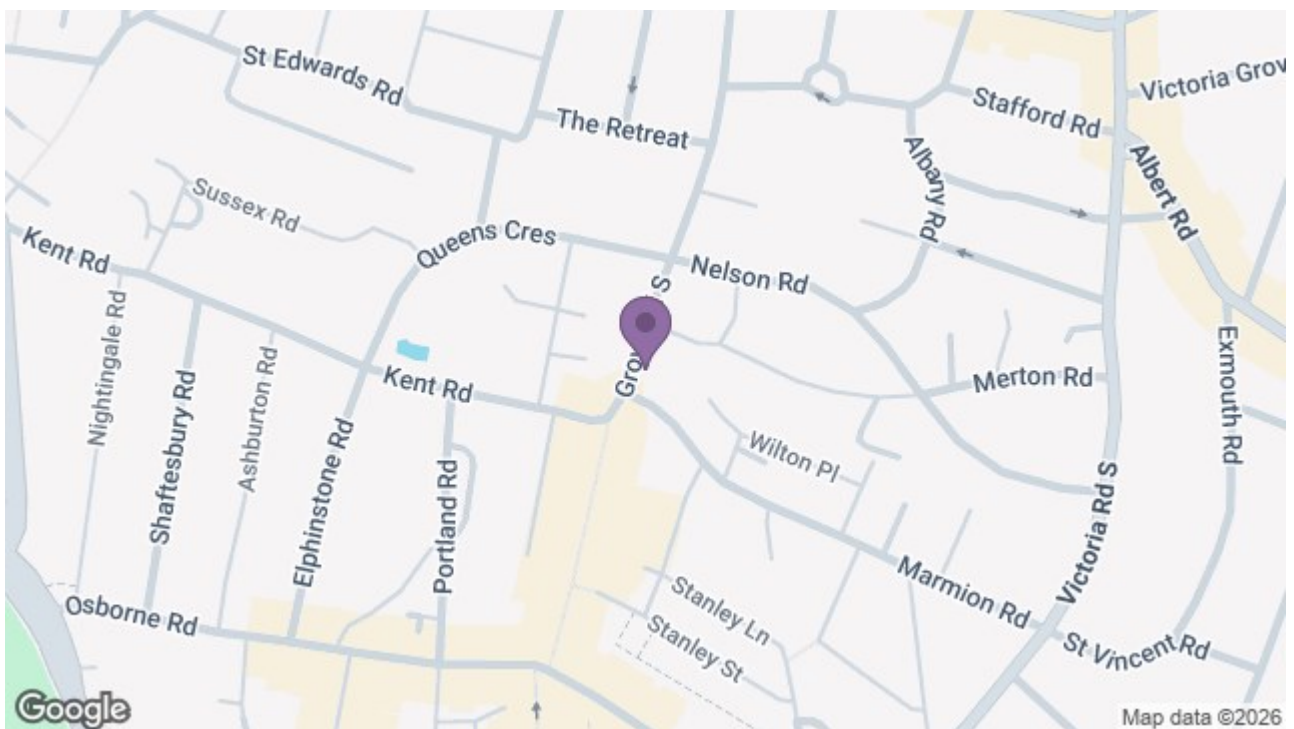 St Edwards Rd
The Retreat
Victoria Grov
Stafford Rd
Albany Rd
Albert Rd
Sussex Rd
Queens Cres
Kent Rd
Nelson Rd
Nightingale Rd
Shaftesbury Rd
Ashburton Rd
Elphinstone Rd
Kent Rd
Portland Rd
Gro
S
Merton Rd
Exmouth Rd
Wilton Pl
Victoria Rd S
Marmion Rd
Osborne Rd
Stanley Ln
Stanley St
St Vincent Rd
Google
Map data ©2026